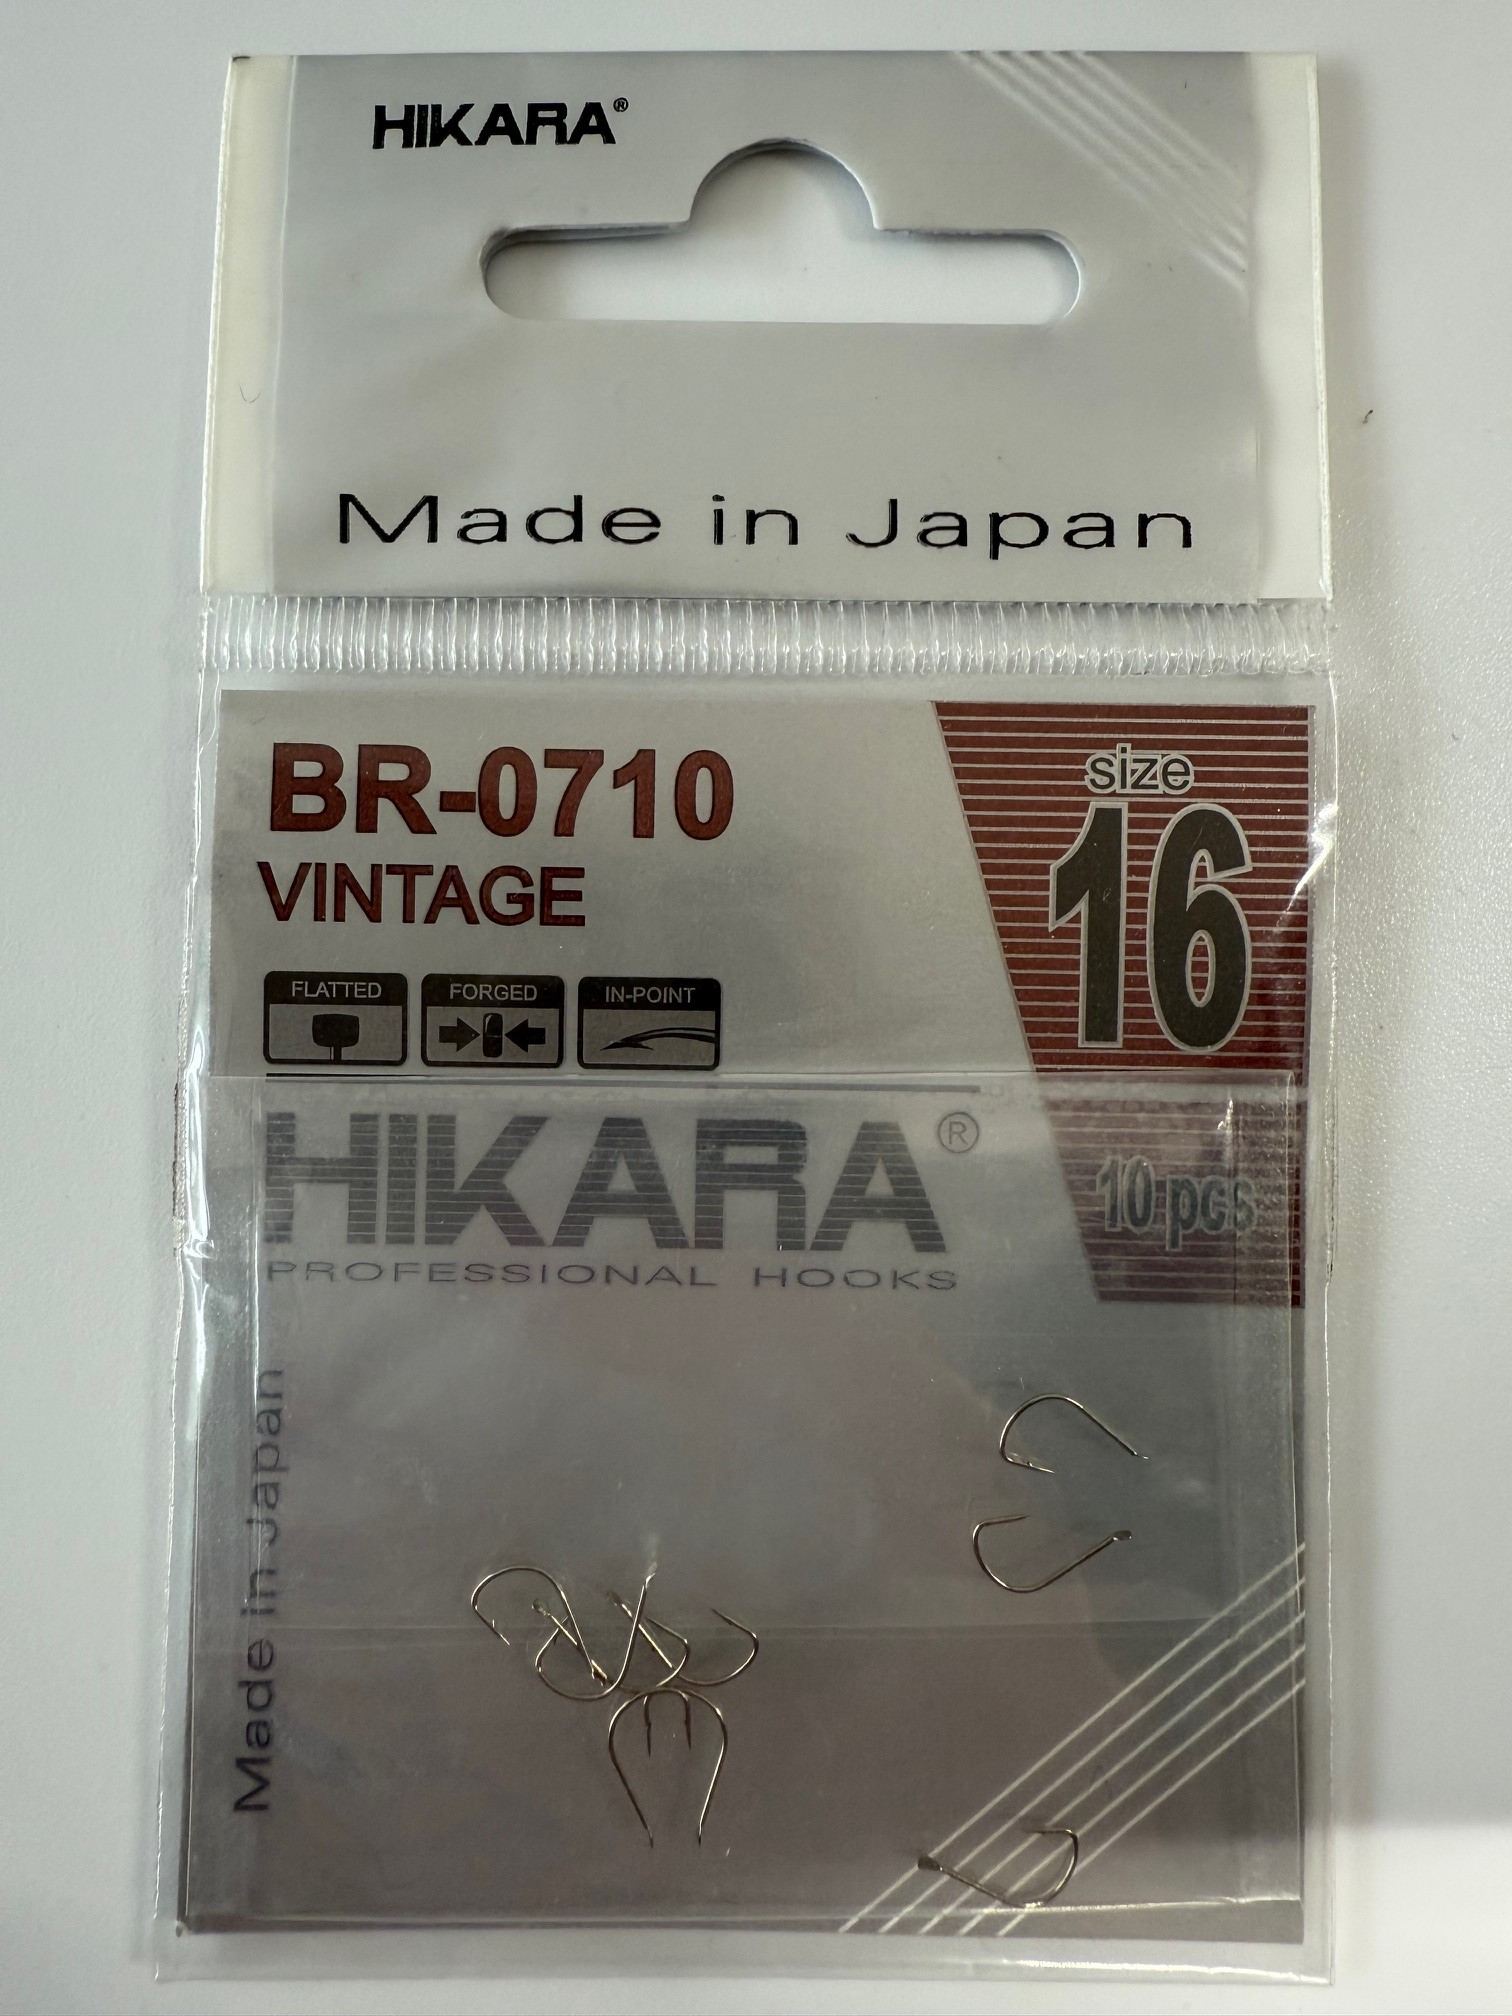 HIKARA®
Made in Japan
BR-0710
VINTAGE
size
16
FLATTED
FORGED
IN-POINT
HIKARA®
PROFESSIONAL HOOKS
10 pcs
Made in Japan